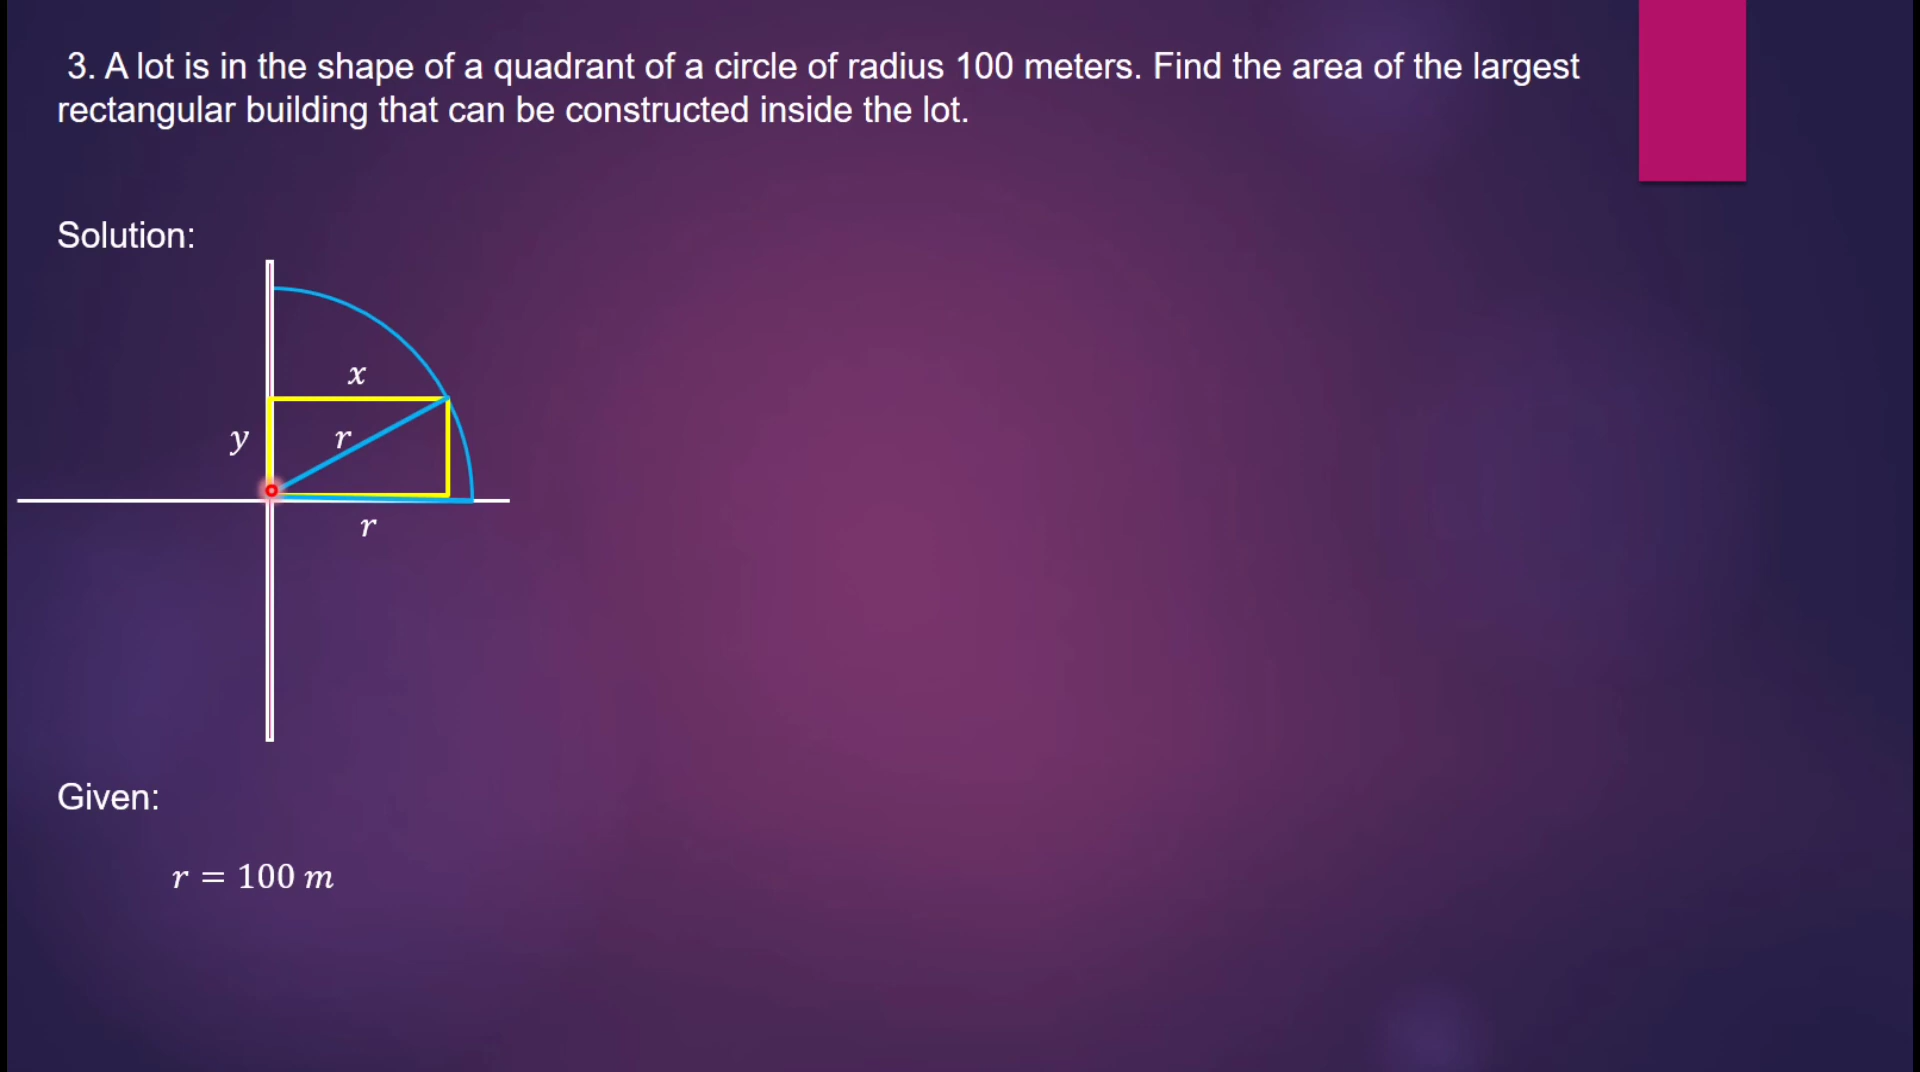 3. A lot is in the shape of a quadrant of a circle of radius 100 meters. Find the area of the largest
rectangular building that can be constructed inside the lot.
Solution:
x
y
r
r
Given:
r = 100 m